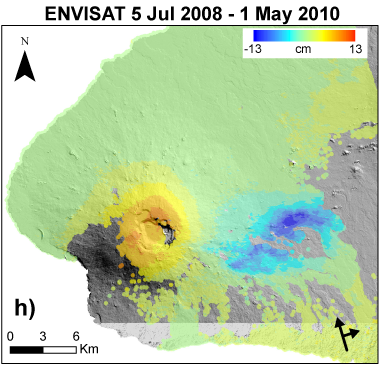 ENVISAT 5 Jul 2008 - 1 May 2010
N
-13 cm 13
h)
0 3 6
Km